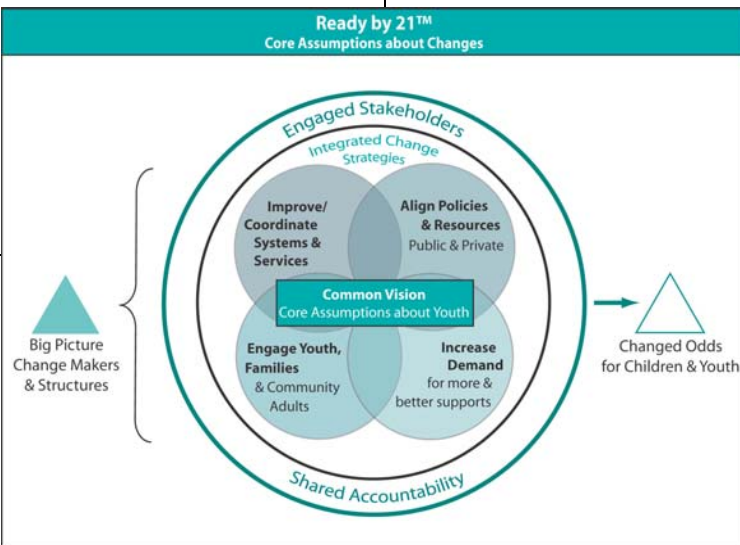 Ready by 21™
Core Assumptions about Changes
Engaged Stakeholders
Integrated Change
Strategies
Improve/
Coordinate
Systems &
Services
Align Policies
& Resources
Public & Private
Common Vision
Core Assumptions about Youth
Engage Youth,
Families
& Community
Adults
Increase
Demand
for more &
better supports
Shared Accountability
Big Picture
Change Makers
& Structures
Changed Odds
for Children & Youth